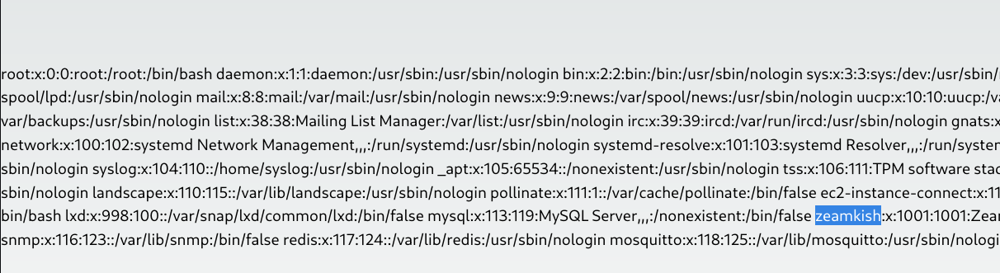 root:x:0:0:root:/root:/bin/bash daemon:x:1:1:daemon:/usr/sbin:/usr/sbin/nologin bin:x:2:2:bin:/bin:/usr/sbin/nologin sys:x:3:3:sys:/dev:/usr/sbin/
spool/lpd:/usr/sbin/nologin mail:x:8:8:mail:/var/mail:/usr/sbin/nologin news:x:9:9:news:/var/spool/news:/usr/sbin/nologin uucp:x:10:10:uucp:/va
var/backups:/usr/sbin/nologin list:x:38:38:Mailing List Manager:/var/list:/usr/sbin/nologin irc:x:39:39:ircd:/var/run/ircd:/usr/sbin/nologin gnats:x
network:x:100:102:systemd Network Management,,,:/run/systemd:/usr/sbin/nologin systemd-resolve:x:101:103:systemd Resolver,,,:/run/system
sbin/nologin syslog:x:104:110::/home/syslog:/usr/sbin/nologin _apt:x:105:65534::/nonexistent:/usr/sbin/nologin tss:x:106:111:TPM software stac
sbin/nologin landscape:x:110:115::/var/lib/landscape:/usr/sbin/nologin pollinate:x:111:1::/var/cache/pollinate:/bin/false ec2-instance-connect:x:11
bin/bash lxd:x:998:100::/var/snap/lxd/common/lxd:/bin/false mysql:x:113:119:MySQL Server,,,:/nonexistent:/bin/false zeamkish:x:1001:1001:Zea
snmp:x:116:123::/var/lib/snmp:/bin/false redis:x:117:124::/var/lib/redis:/usr/sbin/nologin mosquitto:x:118:125::/var/lib/mosquitto:/usr/sbin/nologi